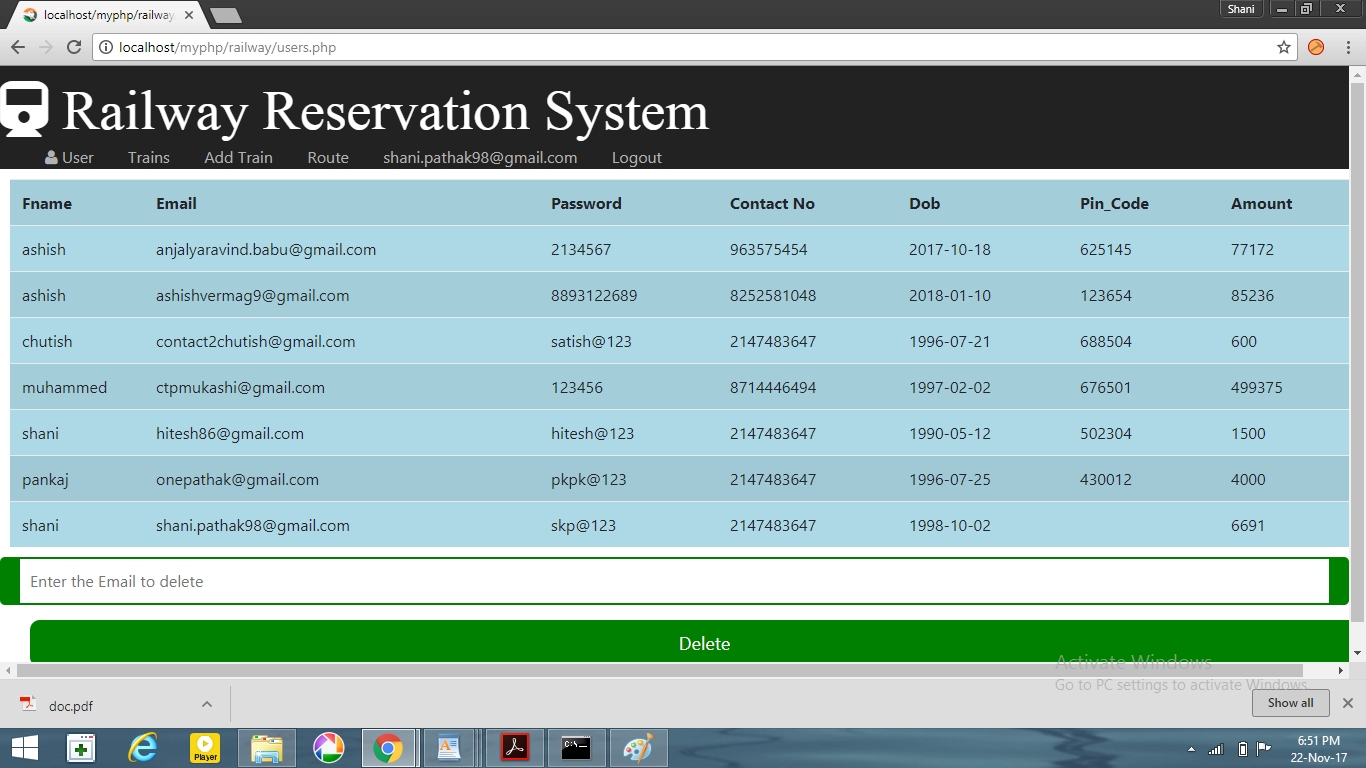 localhost/myphp/railway
Shani
localhost/myphp/railway/users.php
Railway Reservation System
User Trains Add Train Route shani.pathak98@gmail.com Logout
Fname Email Password Contact No Dob Pin_Code Amount
ashish anjalyaravind.babu@gmail.com 2134567 963575454 2017-10-18 625145 77172
ashish ashishvermag9@gmail.com 8893122689 8252581048 2018-01-10 123654 85236
chutish contact2chutish@gmail.com satish@123 2147483647 1996-07-21 688504 600
muhammed ctpmukashi@gmail.com 123456 8714446494 1997-02-02 676501 499375
shani hitesh86@gmail.com hitesh@123 2147483647 1990-05-12 502304 1500
pankaj onepathak@gmail.com pkpk@123 2147483647 1996-07-25 430012 4000
shani shani.pathak98@gmail.com skp@123 2147483647 1998-10-02 6691
Enter the Email to delete
Delete
Activate Windows
Go to PC settings to activate Windows.
doc.pdf
Show all
Player
C:\_
6:51 PM
22-Nov-17